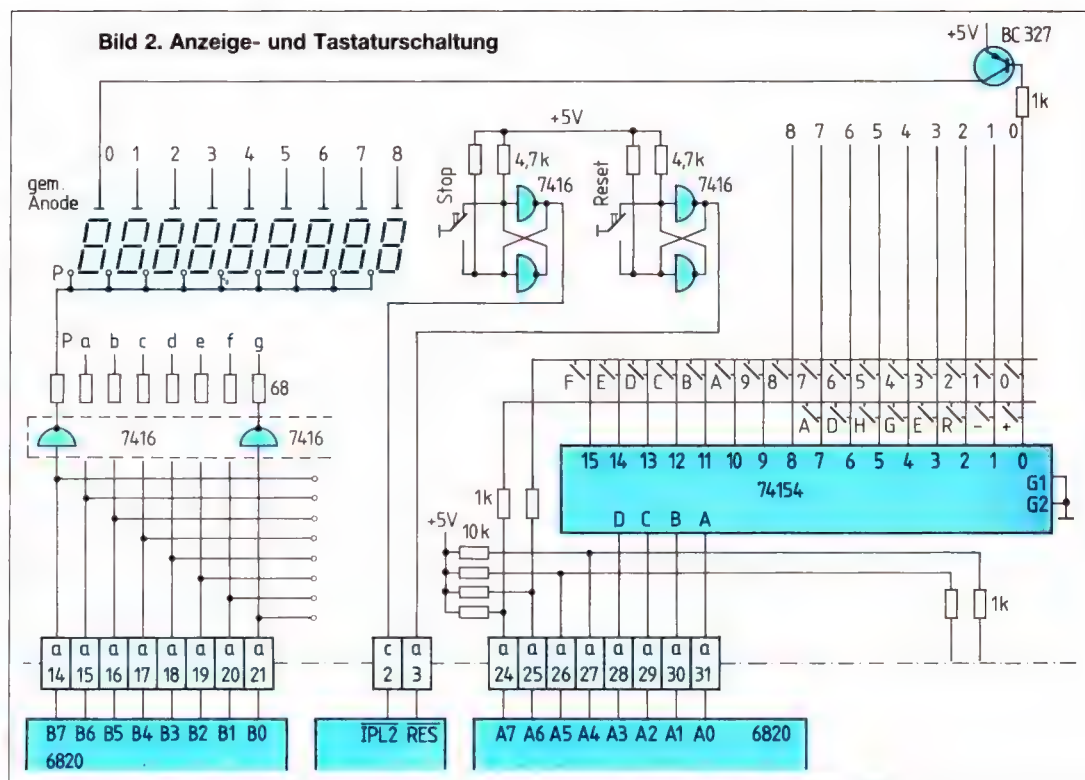 Bild 2. Anzeige- und Tastaturschaltung
+5V BC 327
1k
+5V
0 1 2 3 4 5 6 7 8
8 7 6 5 4 3 2 1 0
gem.
Anode
Stop
4,7k
7416
Reset
4,7k
7416
P
P a b c d e f g
68
7416
7416
F E D C B A 9 8 7 6 5 4 3 2 1 0
A D H G E R - +
15 14 13 12 11 10 9 8 7 6 5 4 3 2 1 0
74154
G1
G2
D C B A
1k
+5V
10k
1k
a a a a a a a a
14 15 16 17 18 19 20 21
c a
2 3
a a a a a a a a
24 25 26 27 28 29 30 31
B7 B6 B5 B4 B3 B2 B1 B0
6820
IPL2 RES
A7 A6 A5 A4 A3 A2 A1 A0 6820